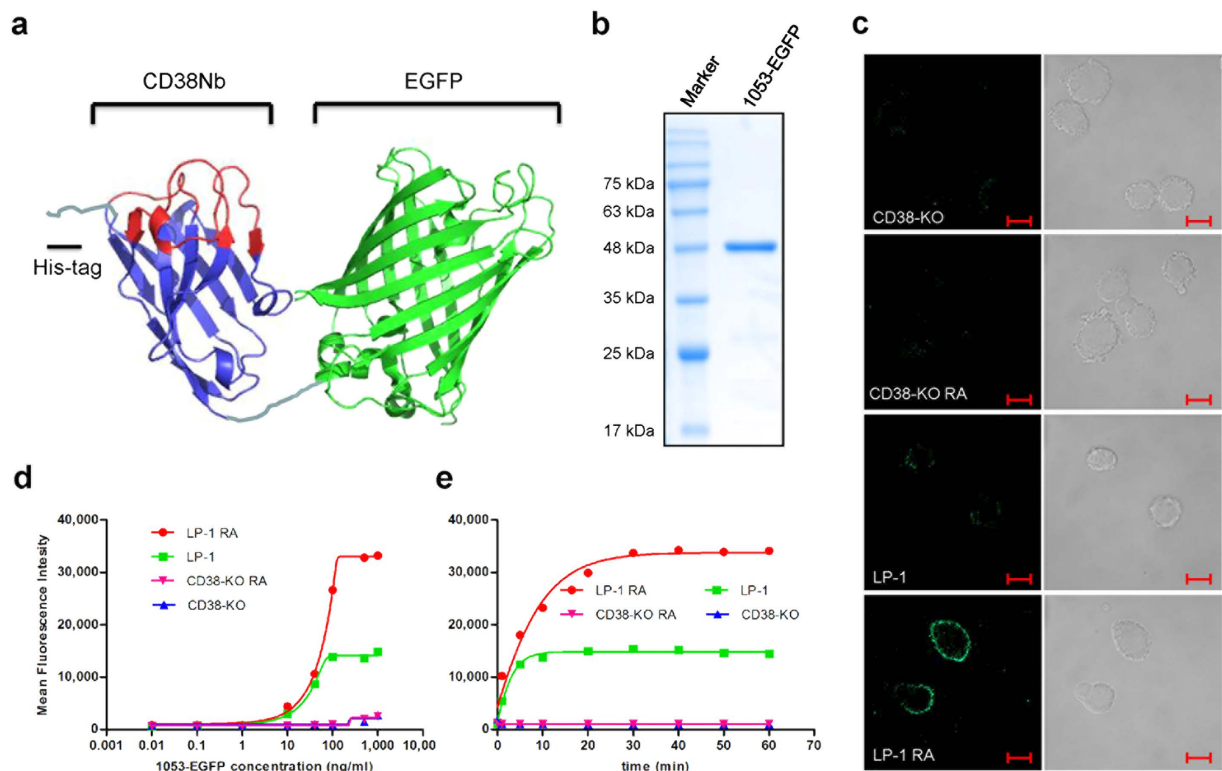 a
CD38Nb
EGFP
His-tag
b
Marker
1053-EGFP
75 kDa
63 kDa
48 kDa
35 kDa
25 kDa
17 kDa
c
CD38-KO
CD38-KO RA
LP-1
LP-1 RA
d
Mean Fluorescence Intensity
40,000
30,000
20,000
10,000
0
LP-1 RA
LP-1
CD38-KO RA
CD38-KO
0.001
0.01
0.1
1
10
100
1,000
10,00
1053-EGFP concentration (ng/ml)
e
40,000
30,000
20,000
10,000
0
LP-1 RA
LP-1
CD38-KO RA
CD38-KO
0
10
20
30
40
50
60
70
time (min)